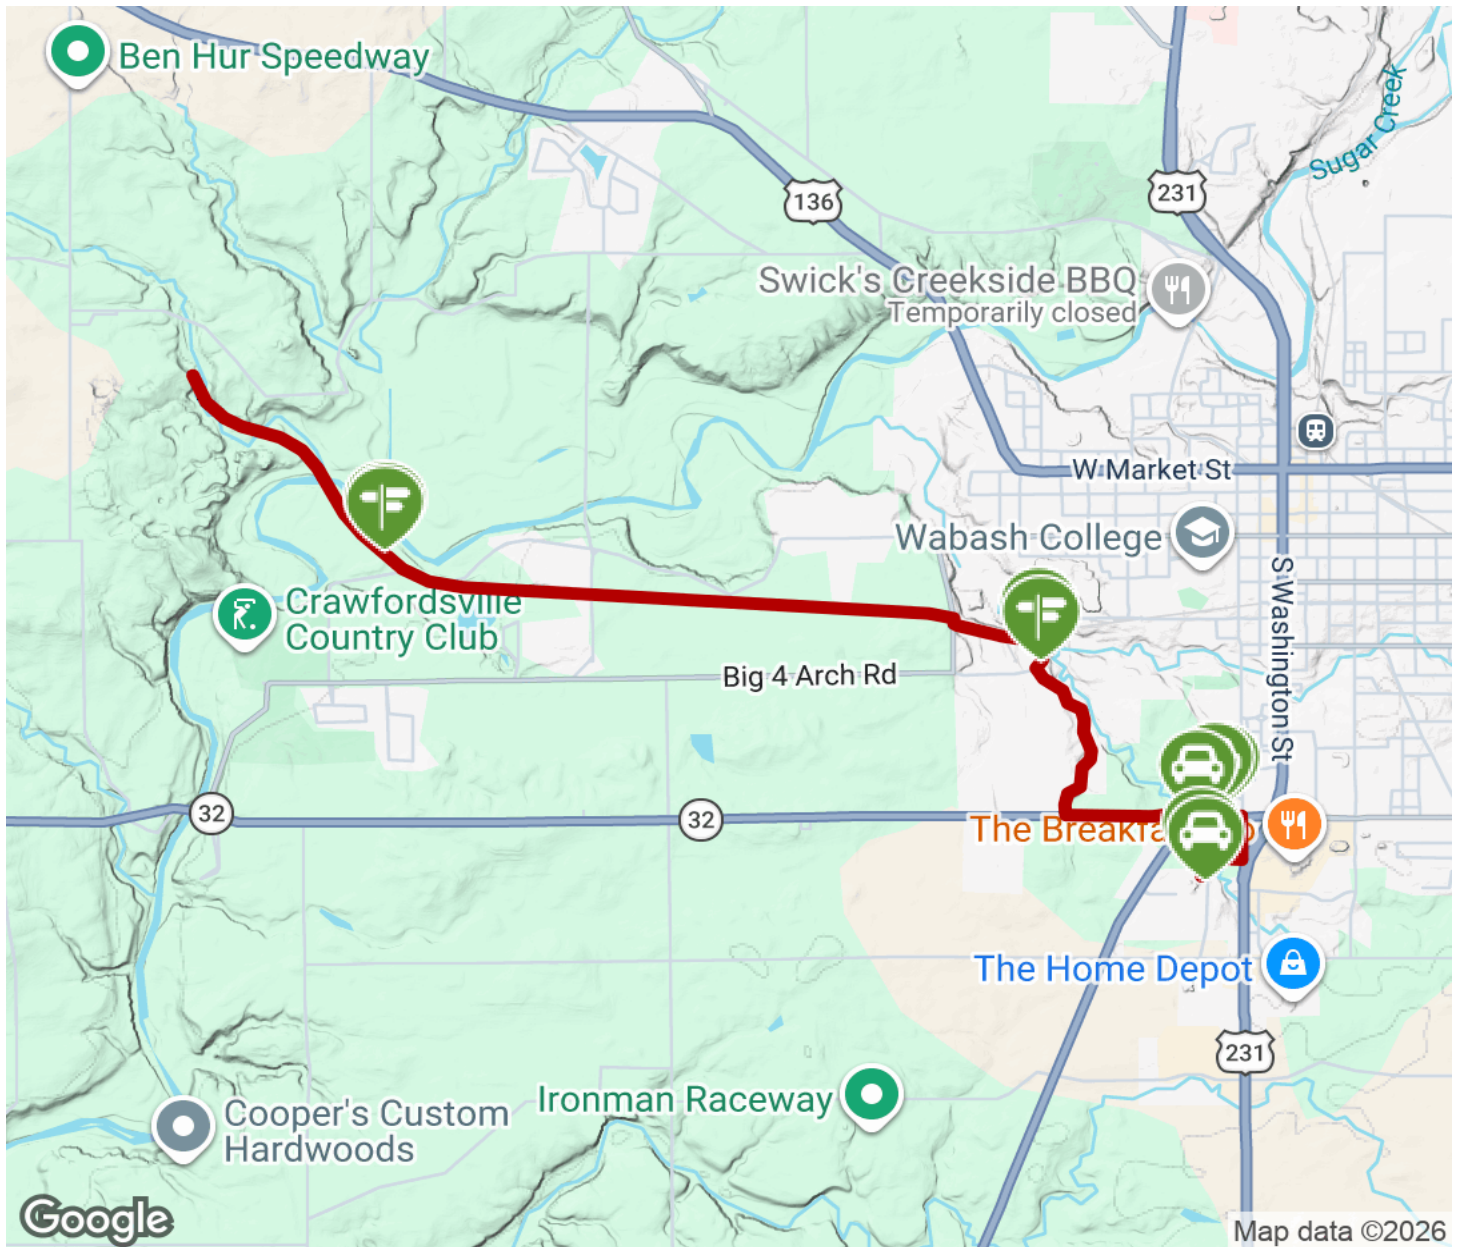 Ben Hur Speedway
Sugar Creek
136
231
Swick's Creekside BBQ
Temporarily closed
W Market St
Wabash College
S Washington St
Crawfordsville
Country Club
Big 4 Arch Rd
32
32
The Breakfa
The Home Depot
231
Ironman Raceway
Cooper's Custom
Hardwoods
Google
Map data ©2026